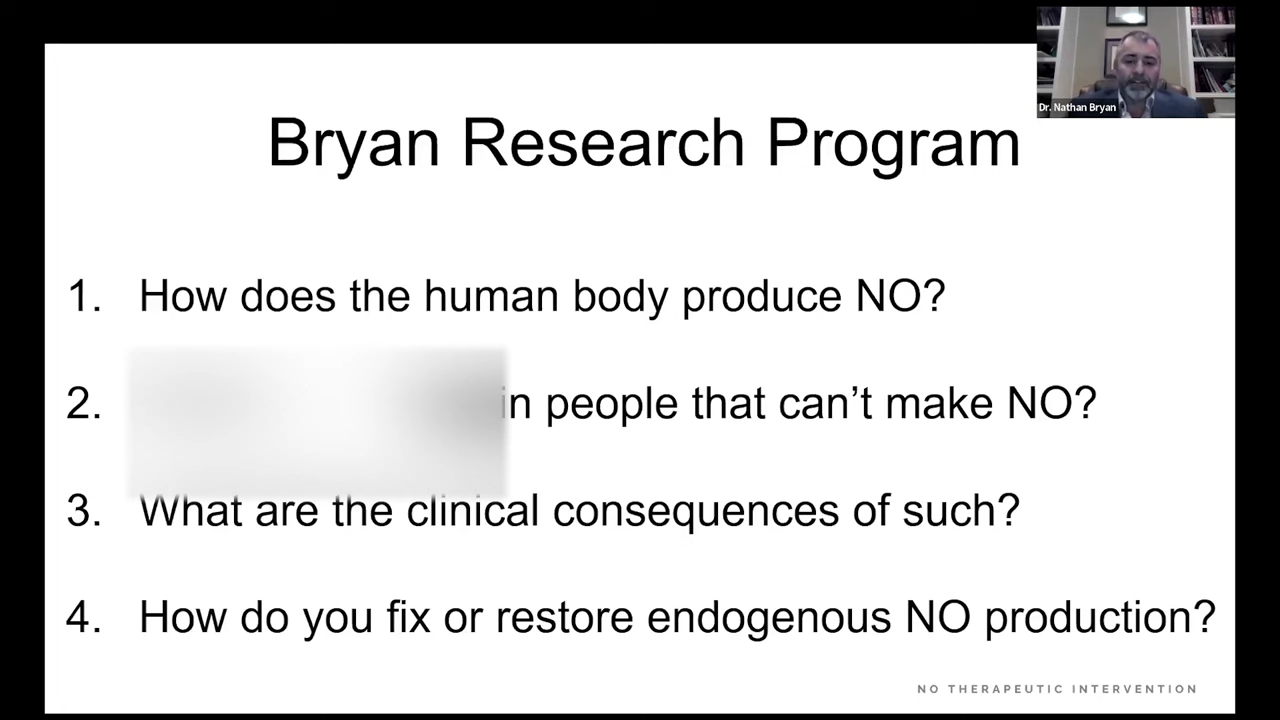 Dr. Nathan Bryan
Bryan Research Program
1. How does the human body produce NO?
2. in people that can’t make NO?
3. What are the clinical consequences of such?
4. How do you fix or restore endogenous NO production?
NO THERAPEUTIC INTERVENTION